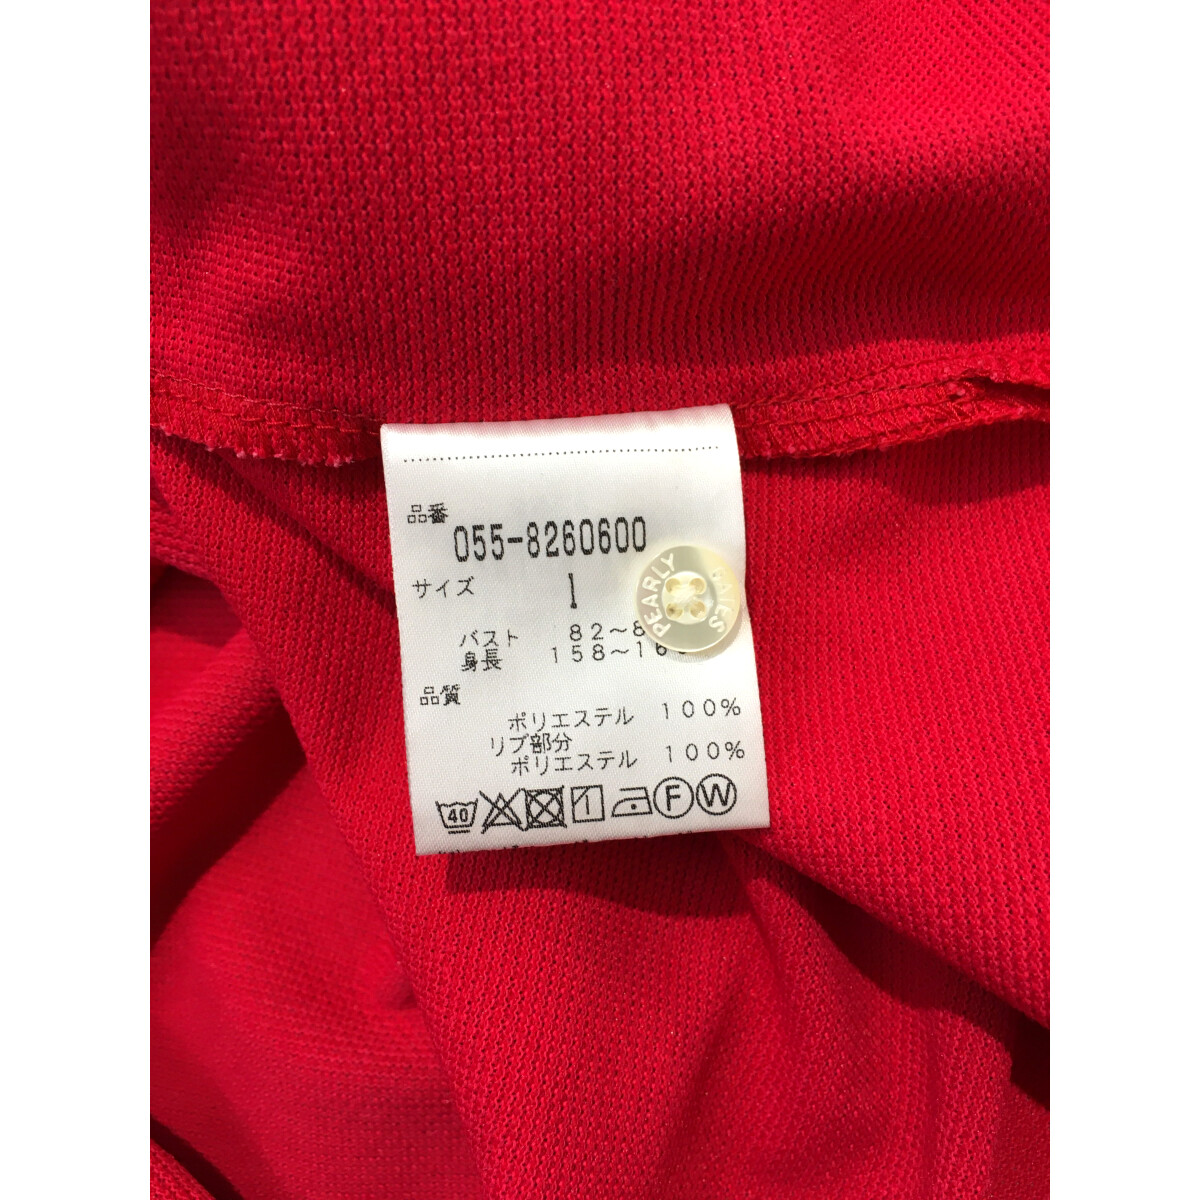 品番
055-8260600
サイズ 1
PEARLY GATES
バスト 82~8
身長 158~16
品質
ポリエステル 100%
リブ部分
ポリエステル 100%
40 1 F W